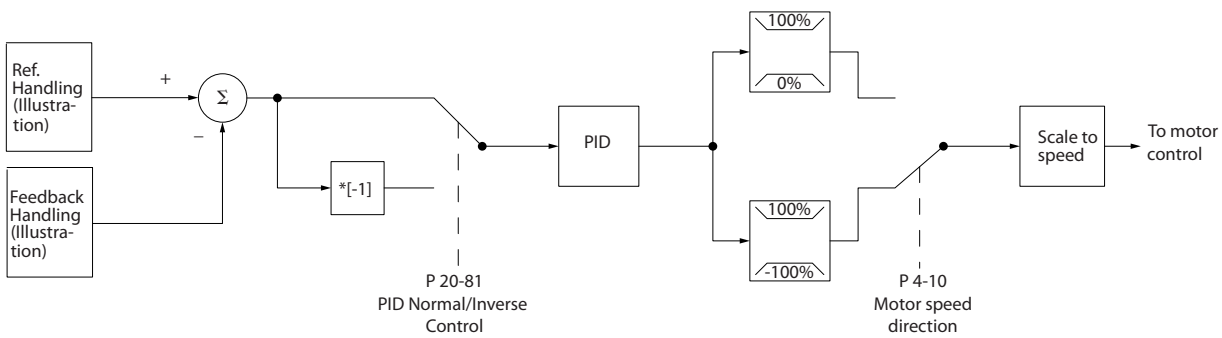 Ref.
Handling
(Illustra-
tion)
+
Σ
–
Feedback
Handling
(Illustra-
tion)
*[-1]
P 20-81
PID Normal/Inverse
Control
PID
100%
0%
100%
-100%
P 4-10
Motor speed
direction
Scale to
speed
To motor
control